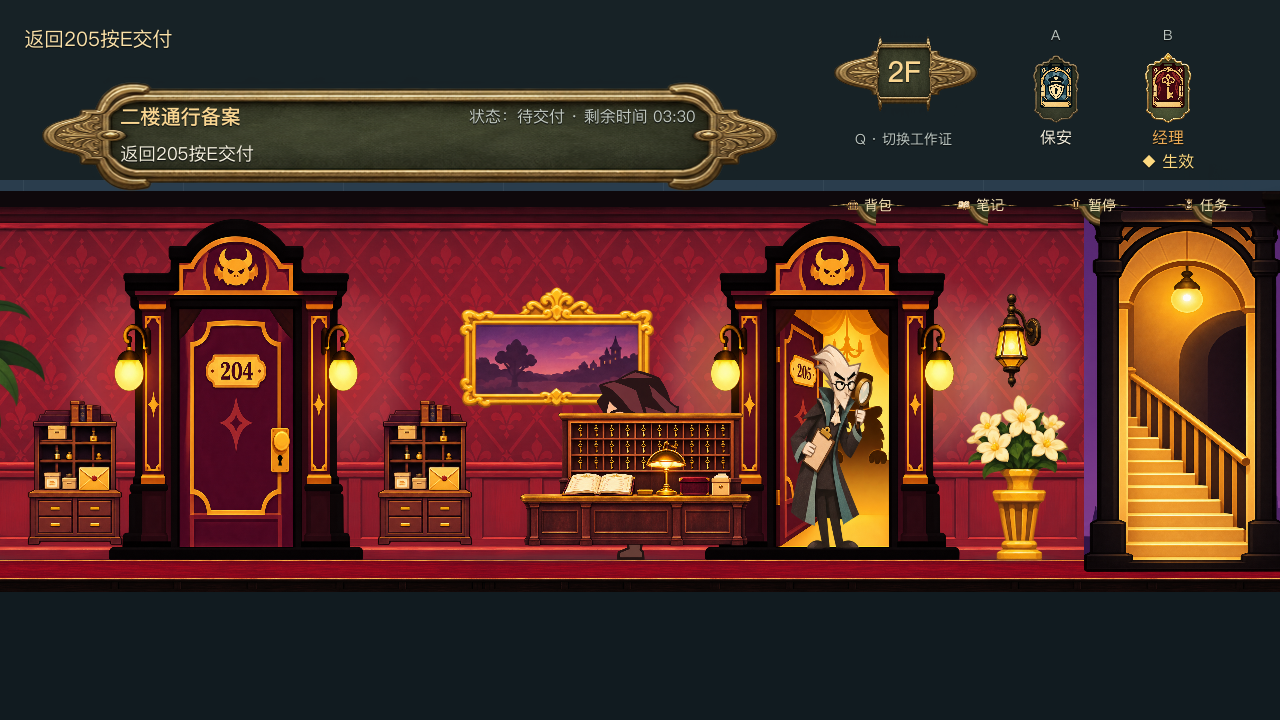 返回205按E交付
二楼通行备案
状态：待交付 · 剩余时间 03:30
返回205按E交付
2F
Q · 切换工作证
A
保安
B
经理
生效
背包
笔记
暂停
任务
204
205